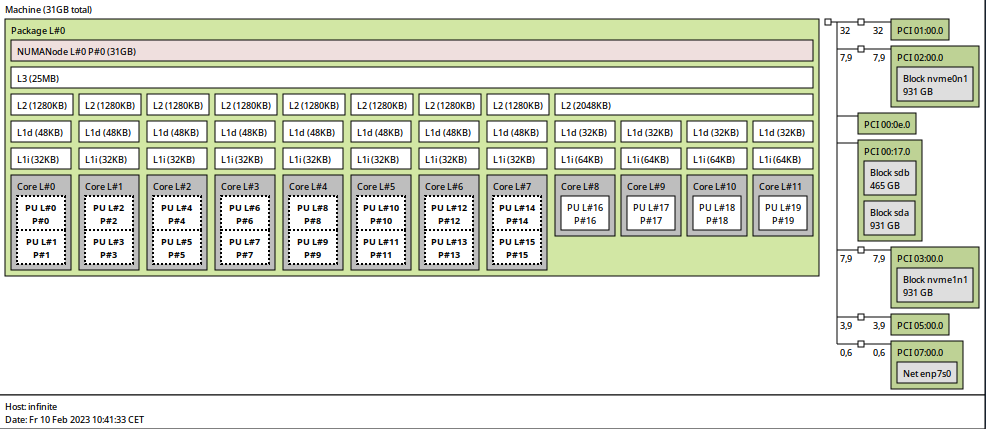 Machine (31GB total)
Package L#0
NUMANode L#0 P#0 (31GB)
L3 (25MB)
L2 (1280KB) L2 (1280KB) L2 (1280KB) L2 (1280KB) L2 (1280KB) L2 (1280KB) L2 (1280KB) L2 (1280KB) L2 (2048KB)
L1d (48KB) L1d (48KB) L1d (48KB) L1d (48KB) L1d (48KB) L1d (48KB) L1d (48KB) L1d (48KB) L1d (32KB) L1d (32KB) L1d (32KB) L1d (32KB)
L1i (32KB) L1i (32KB) L1i (32KB) L1i (32KB) L1i (32KB) L1i (32KB) L1i (32KB) L1i (32KB) L1i (64KB) L1i (64KB) L1i (64KB) L1i (64KB)
Core L#0 Core L#1 Core L#2 Core L#3 Core L#4 Core L#5 Core L#6 Core L#7 Core L#8 Core L#9 Core L#10 Core L#11
PU L#0 PU L#2 PU L#4 PU L#6 PU L#8 PU L#10 PU L#12 PU L#14 PU L#16 PU L#17 PU L#18 PU L#19
P#0 P#2 P#4 P#6 P#8 P#10 P#12 P#14 P#16 P#17 P#18 P#19
PU L#1 PU L#3 PU L#5 PU L#7 PU L#9 PU L#11 PU L#13 PU L#15
P#1 P#3 P#5 P#7 P#9 P#11 P#13 P#15
32 32 PCI 01:00.0
7,9 7,9 PCI 02:00.0
Block nvme0n1
931 GB
PCI 00:0e.0
PCI 00:17.0
Block sdb
465 GB
Block sda
931 GB
7,9 7,9 PCI 03:00.0
Block nvme1n1
931 GB
3,9 3,9 PCI 05:00.0
0,6 0,6 PCI 07:00.0
Net enp7s0
Host: infinite
Date: Fr 10 Feb 2023 10:41:33 CET